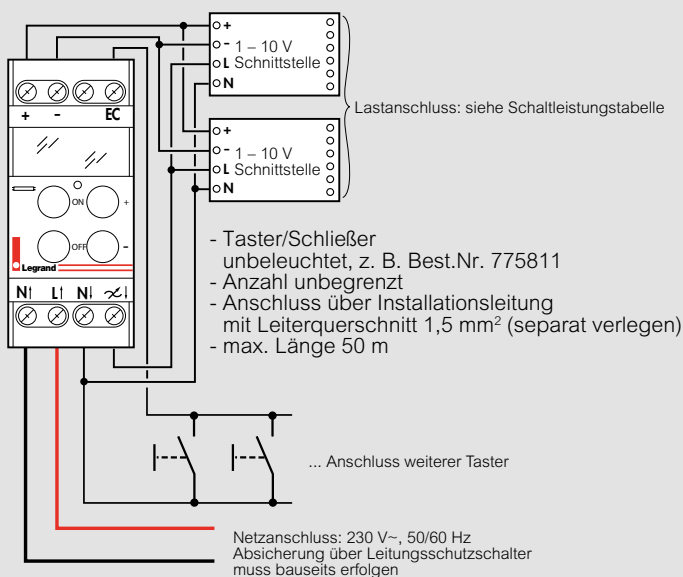 + - EC
ON +
OFF -
Legrand
N↑ L↑ N↓ ↓
+
- 1 – 10 V
L Schnittstelle
N
+
- 1 – 10 V
L Schnittstelle
N
Lastanschluss: siehe Schaltleistungstabelle
- Taster/Schließer
unbeleuchtet, z. B. Best.Nr. 775811
- Anzahl unbegrenzt
- Anschluss über Installationsleitung
mit Leiterquerschnitt 1,5 mm² (separat verlegen)
- max. Länge 50 m
... Anschluss weiterer Taster
Netzanschluss: 230 V~, 50/60 Hz
Absicherung über Leitungsschutzschalter
muss bauseits erfolgen